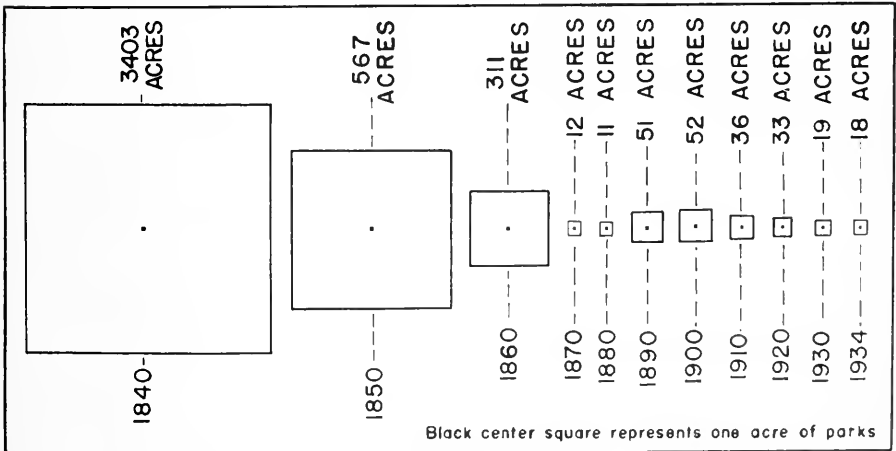 3403
ACRES
1840
567
ACRES
1850
311
ACRES
1860
12 ACRES
1870
11 ACRES
1880
51 ACRES
1890
52 ACRES
1900
36 ACRES
1910
33 ACRES
1920
19 ACRES
1930
18 ACRES
1934
Black center square represents one acre of parks